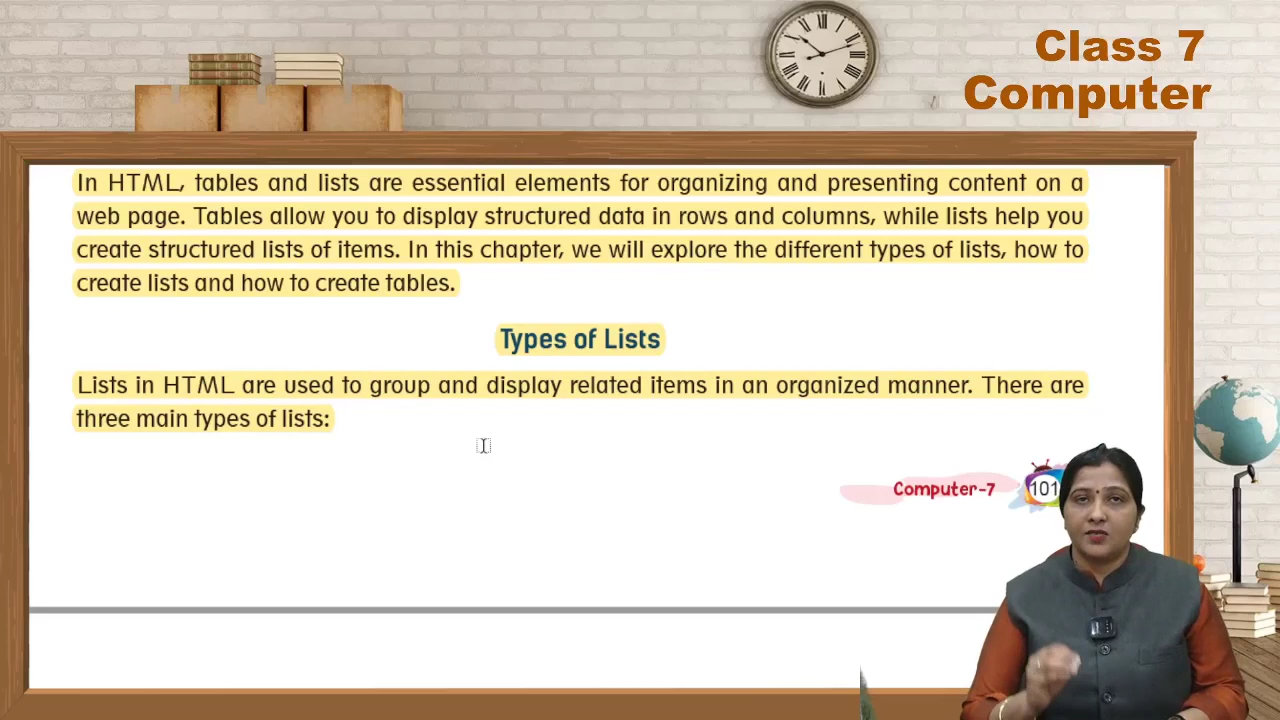 Class 7
Computer
In HTML, tables and lists are essential elements for organizing and presenting content on a
web page. Tables allow you to display structured data in rows and columns, while lists help you
create structured lists of items. In this chapter, we will explore the different types of lists, how to
create lists and how to create tables.
Types of Lists
Lists in HTML are used to group and display related items in an organized manner. There are
three main types of lists:
Computer-7 101